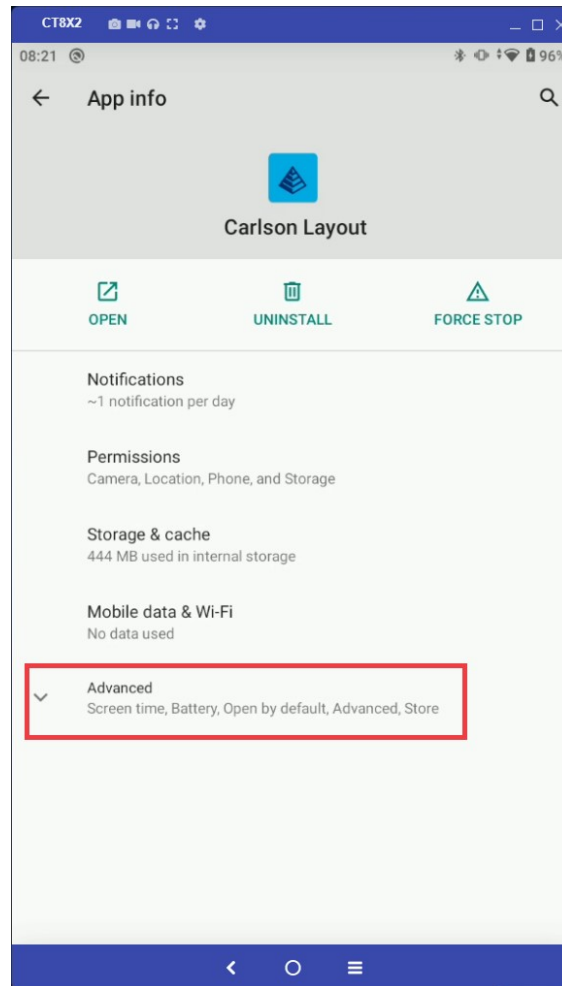 CT8X2
08:21
96%
App info
Carlson Layout
OPEN
UNINSTALL
FORCE STOP
Notifications
~1 notification per day
Permissions
Camera, Location, Phone, and Storage
Storage & cache
444 MB used in internal storage
Mobile data & Wi-Fi
No data used
Advanced
Screen time, Battery, Open by default, Advanced, Store